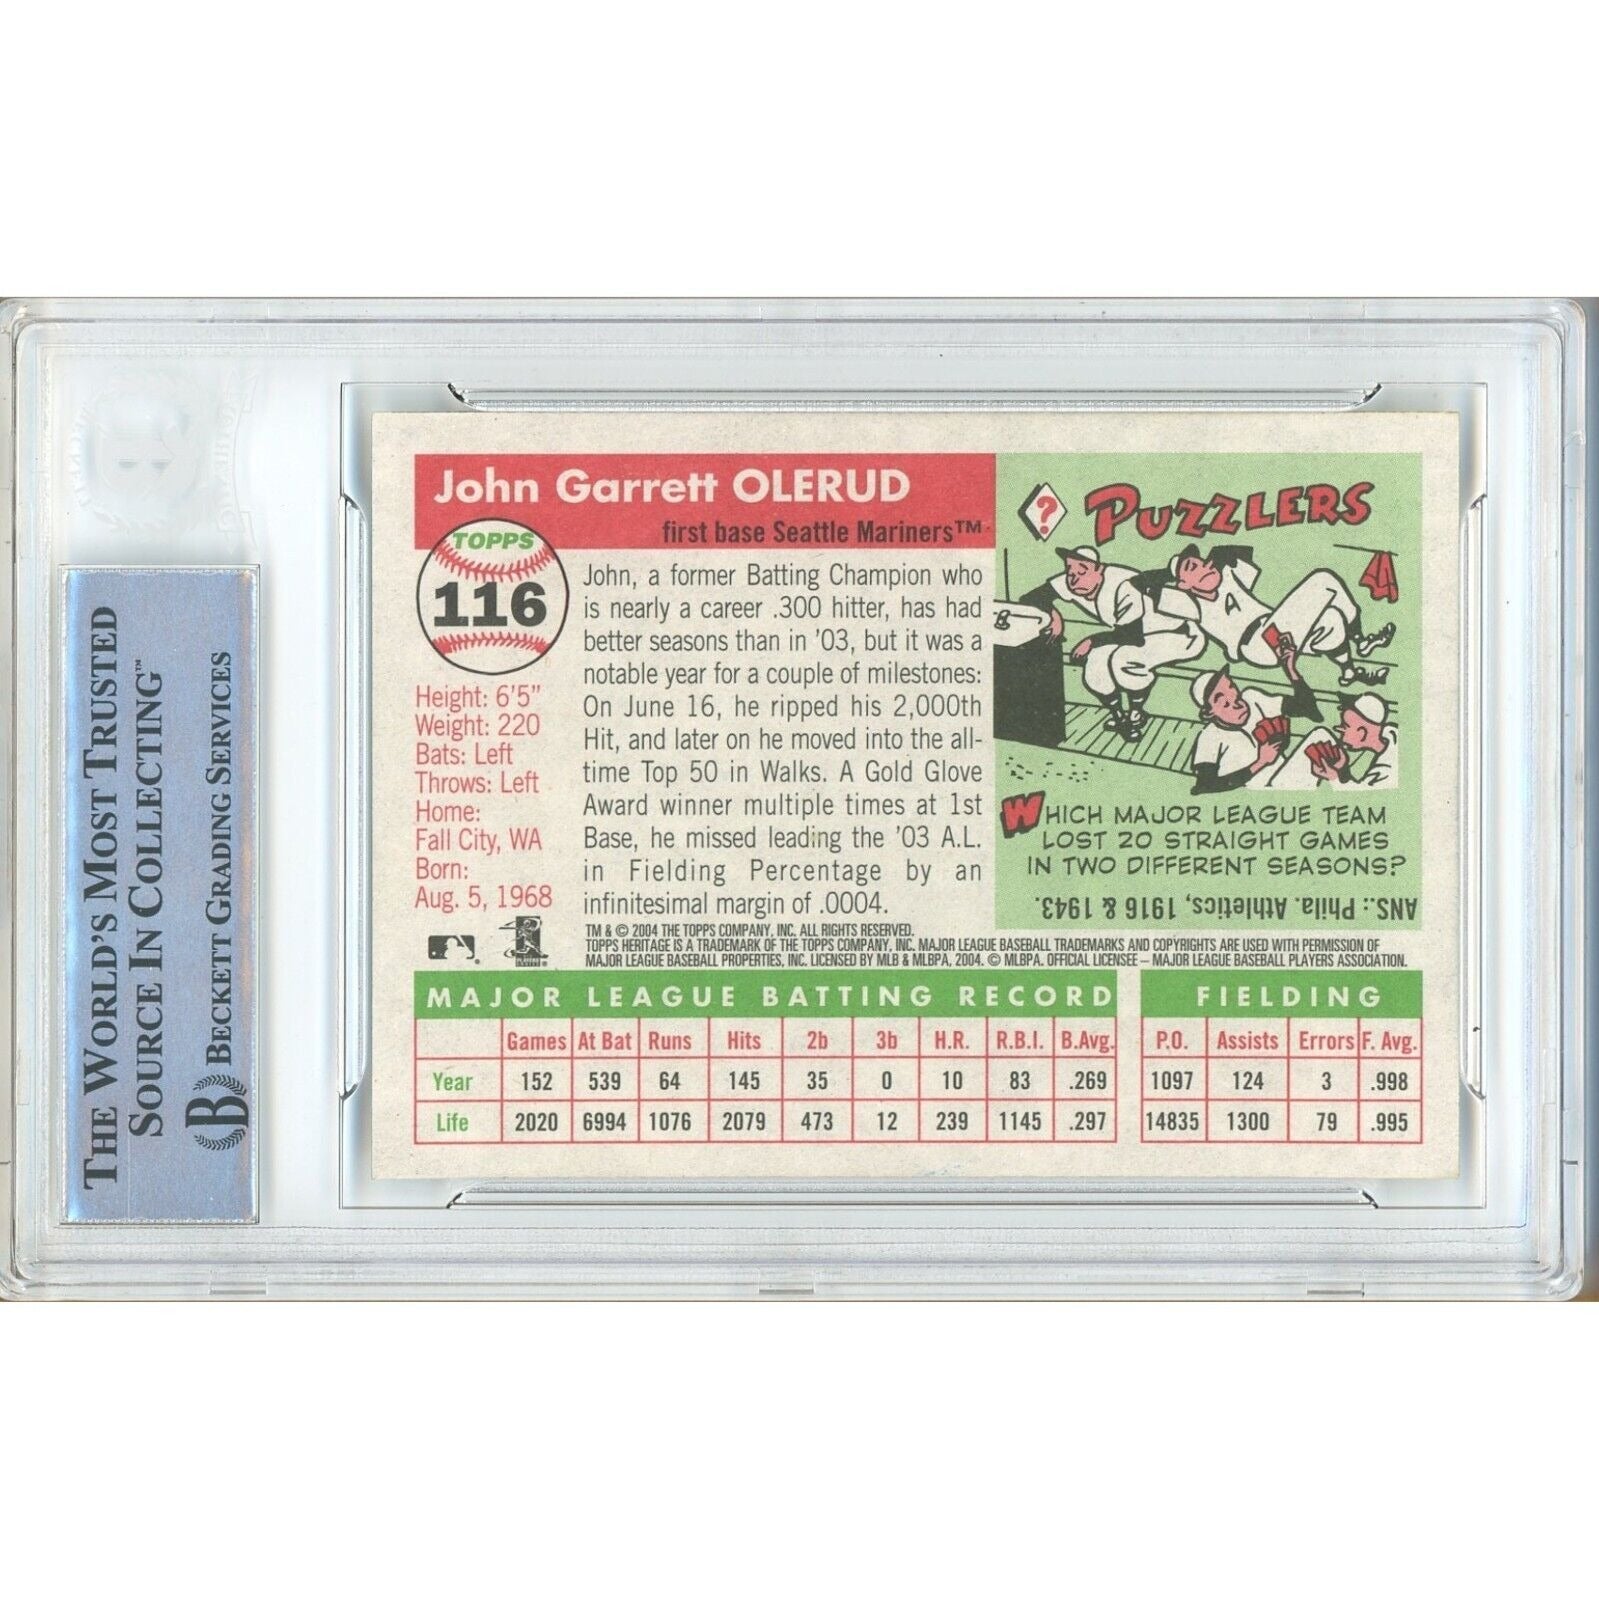 THE WORLD'S MOST TRUSTED
SOURCE IN COLLECTING™
B BECKETT GRADING SERVICES
John Garrett OLERUD
first base Seattle Mariners™
TOPPS
116
Height: 6'5"
Weight: 220
Bats: Left
Throws: Left
Home:
Fall City, WA
Born:
Aug. 5, 1968
John, a former Batting Champion who
is nearly a career .300 hitter, has had
better seasons than in '03, but it was a
notable year for a couple of milestones:
On June 16, he ripped his 2,000th
Hit, and later on he moved into the all-
time Top 50 in Walks. A Gold Glove
Award winner multiple times at 1st
Base, he missed leading the '03 A.L.
in Fielding Percentage by an
infinitesimal margin of .0004.
? PUZZLERS
A
WHICH MAJOR LEAGUE TEAM
LOST 20 STRAIGHT GAMES
IN TWO DIFFERENT SEASONS?
ANS.: Phila. Athletics, 1916 & 1943.
TM & © 2004 THE TOPPS COMPANY, INC. ALL RIGHTS RESERVED.
TOPPS HERITAGE IS A TRADEMARK OF THE TOPPS COMPANY, INC. MAJOR LEAGUE BASEBALL TRADEMARKS AND COPYRIGHTS ARE USED WITH PERMISSION OF
MAJOR LEAGUE BASEBALL PROPERTIES, INC. LICENSED BY MLB & MLBPA, 2004. © MLBPA. OFFICIAL LICENSEE – MAJOR LEAGUE BASEBALL PLAYERS ASSOCIATION.
MAJOR LEAGUE BATTING RECORD FIELDING
Games At Bat Runs Hits 2b 3b H.R. R.B.I. B.Avg. P.O. Assists Errors F. Avg.
Year 152 539 64 145 35 0 10 83 .269 1097 124 3 .998
Life 2020 6994 1076 2079 473 12 239 1145 .297 14835 1300 79 .995